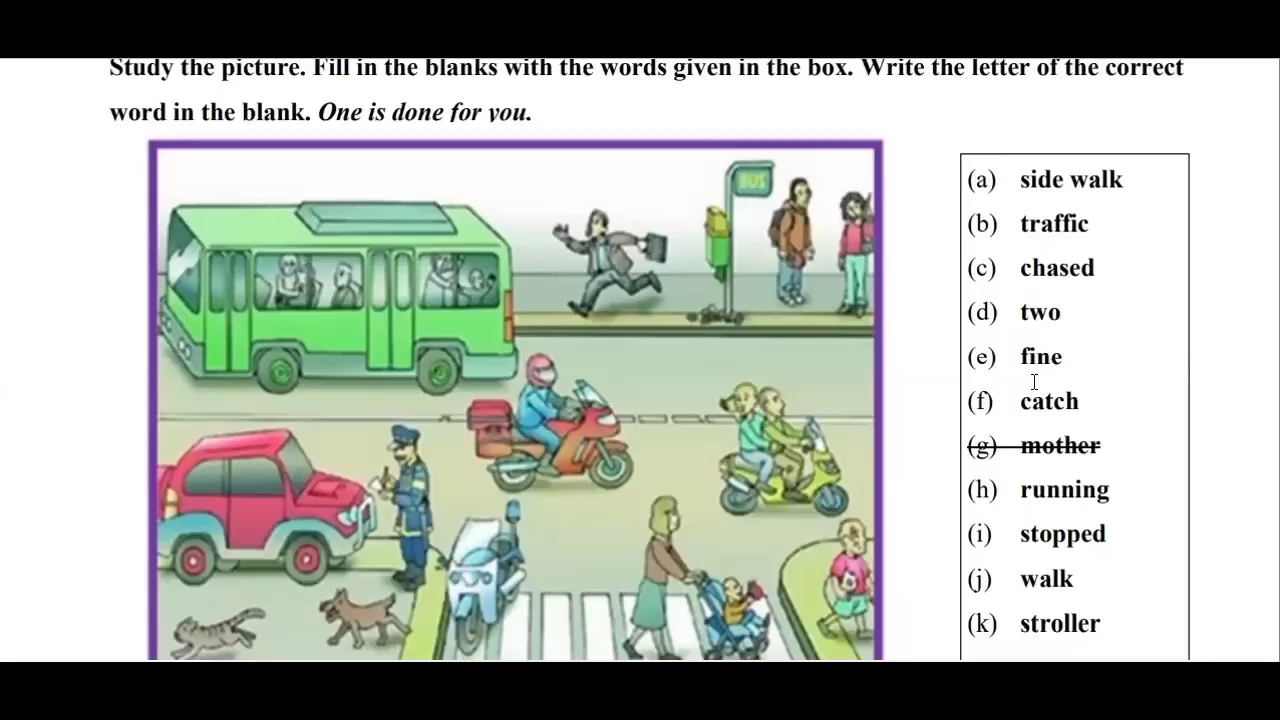 Study the picture. Fill in the blanks with the words given in the box. Write the letter of the correct
word in the blank. One is done for you.
BUS
(a) side walk
(b) traffic
(c) chased
(d) two
(e) fine
(f) catch
(g) mother
(h) running
(i) stopped
(j) walk
(k) stroller